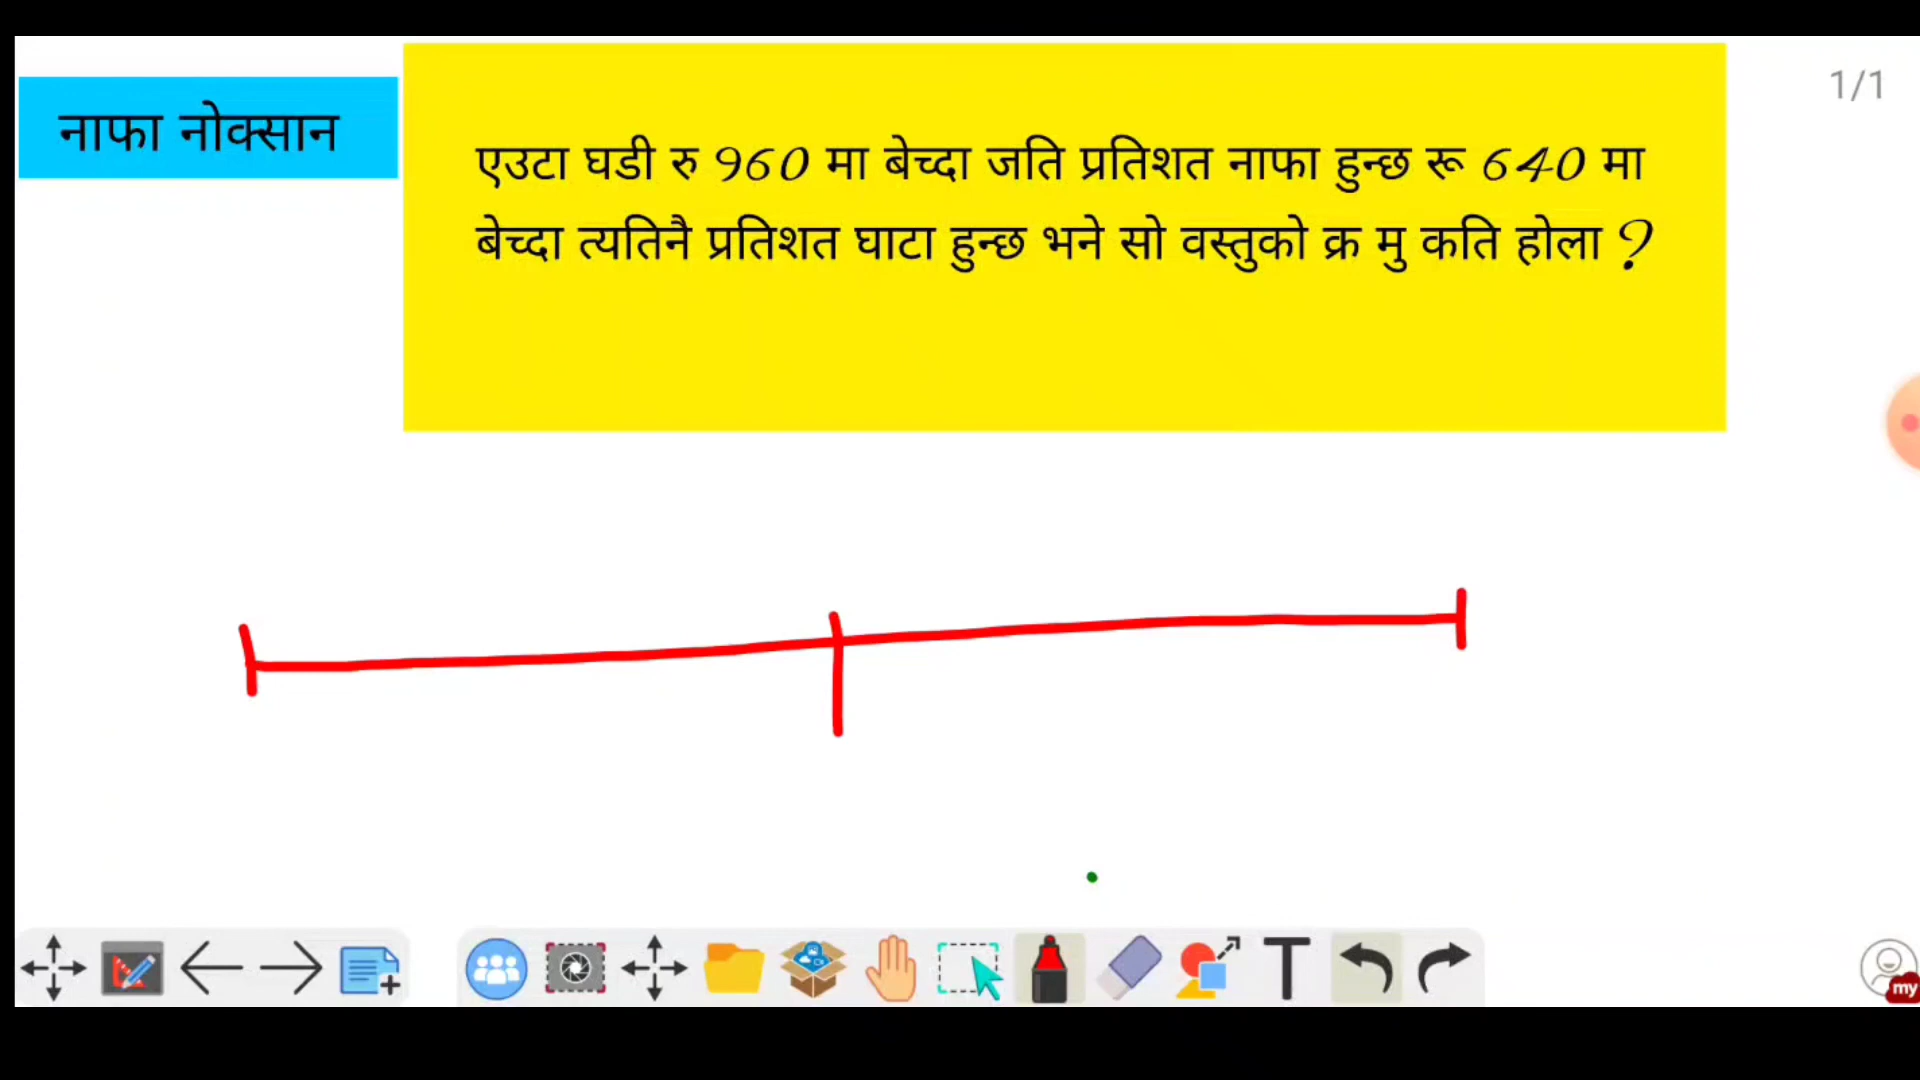 नाफा नोक्सान
एउटा घडी रु 960 मा बेच्दा जति प्रतिशत नाफा हुन्छ रू 640 मा
बेच्दा त्यतिनै प्रतिशत घाटा हुन्छ भने सो वस्तुको क्र मु कति होला ?
1/1
T
my